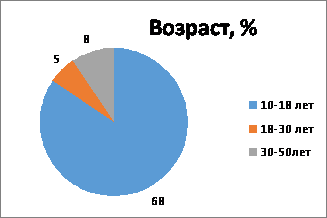 Возраст, %
8
5
10-18 лет
18-30 лет
30-50лет
68